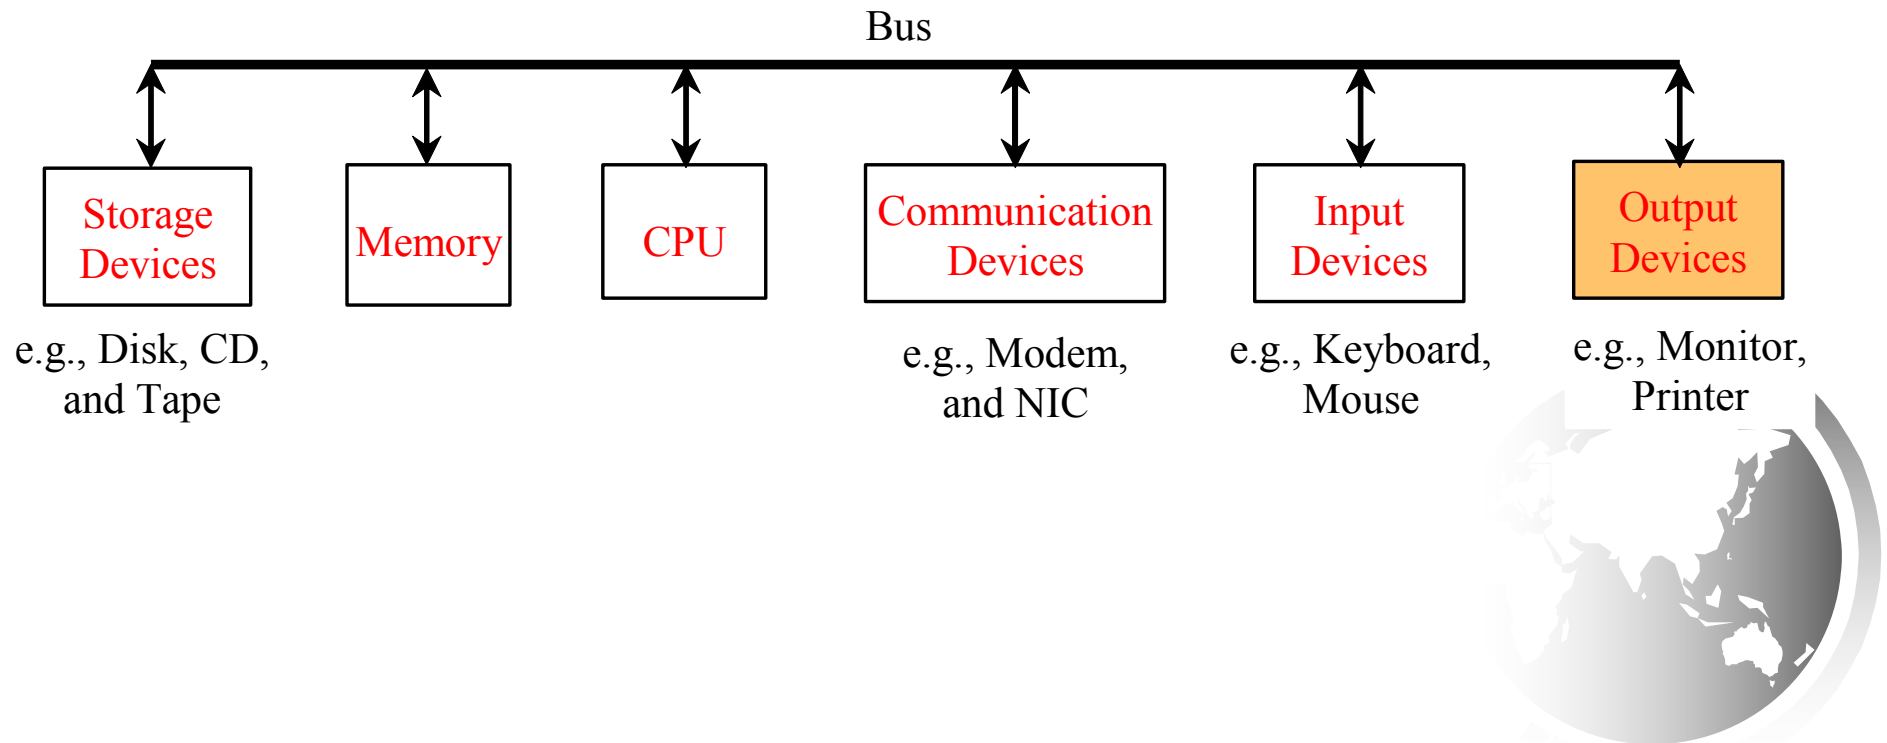 Bus
Storage
Devices
Memory
CPU
Communication
Devices
Input
Devices
Output
Devices
e.g., Disk, CD,
and Tape
e.g., Modem,
and NIC
e.g., Keyboard,
Mouse
e.g., Monitor,
Printer